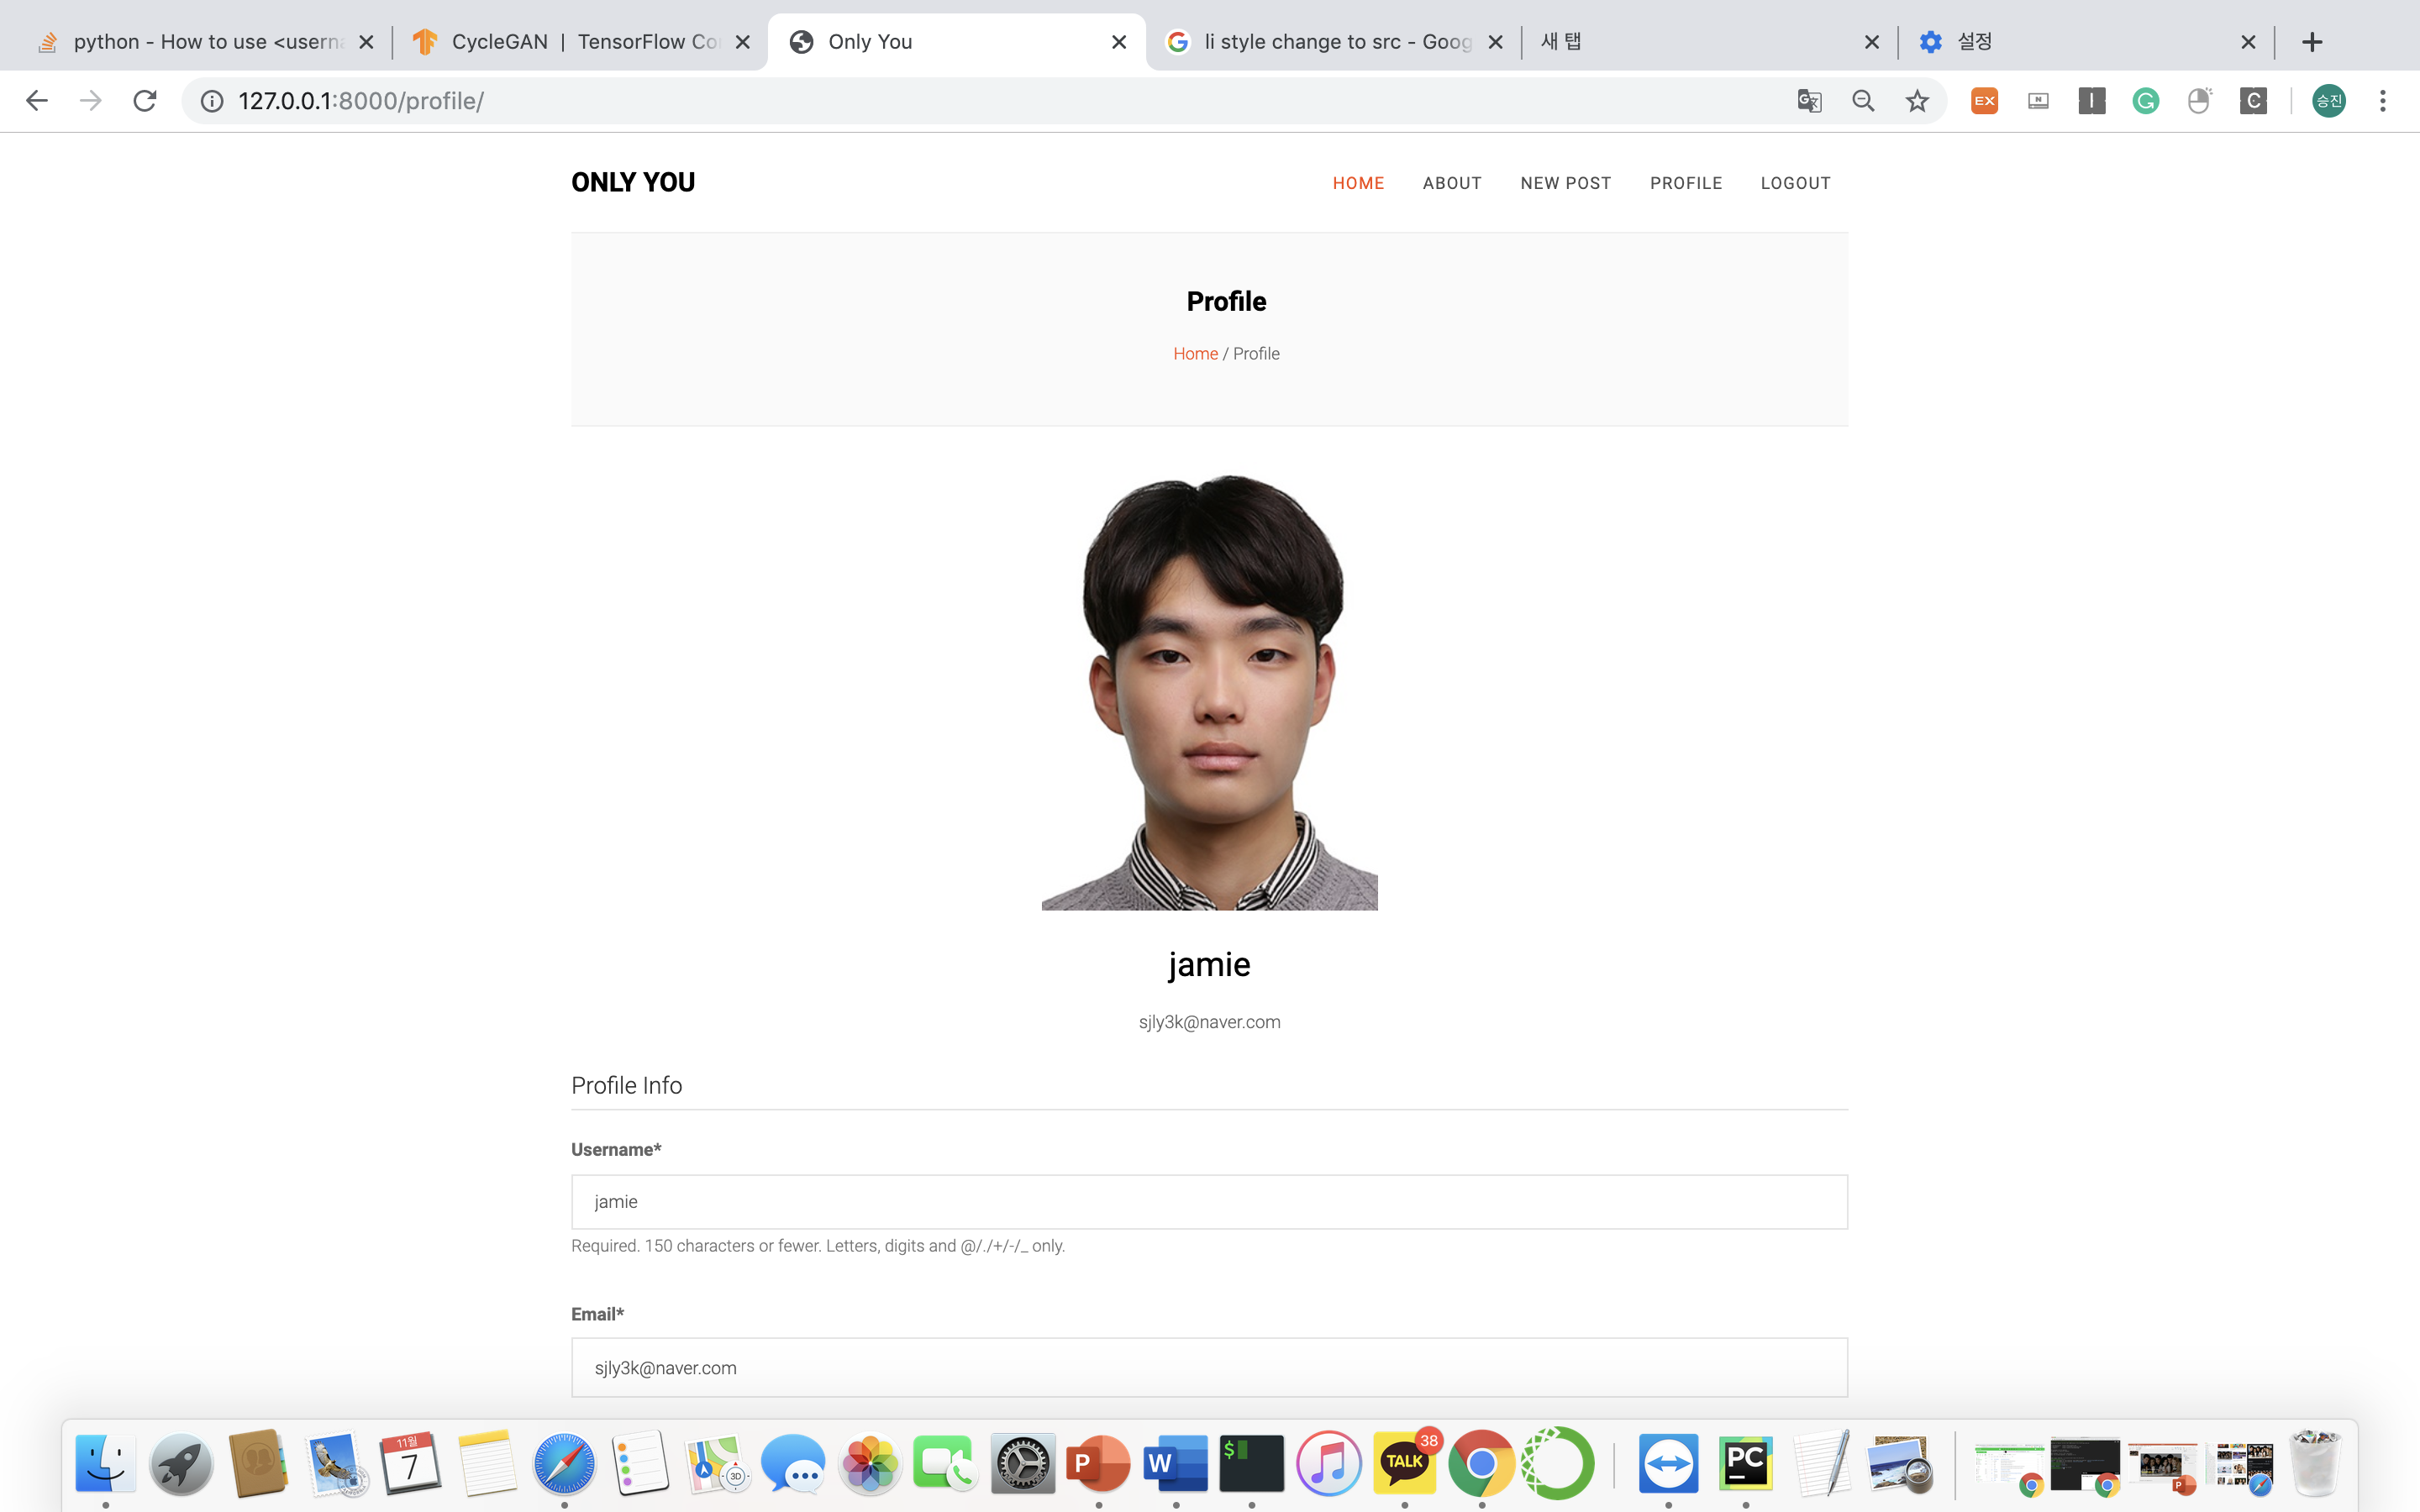 python - How to use <userna
CycleGAN | TensorFlow Co
Only You
li style change to src - Goog
새 탭
설정
127.0.0.1:8000/profile/
EX
N
I
G
C
승진
ONLY YOU
HOME
ABOUT
NEW POST
PROFILE
LOGOUT
Profile
Home / Profile
jamie
sjly3k@naver.com
Profile Info
Username*
jamie
Required. 150 characters or fewer. Letters, digits and @/./+/-/_ only.
Email*
sjly3k@naver.com
11월
7
3D
P
W
$
TALK
38
PC